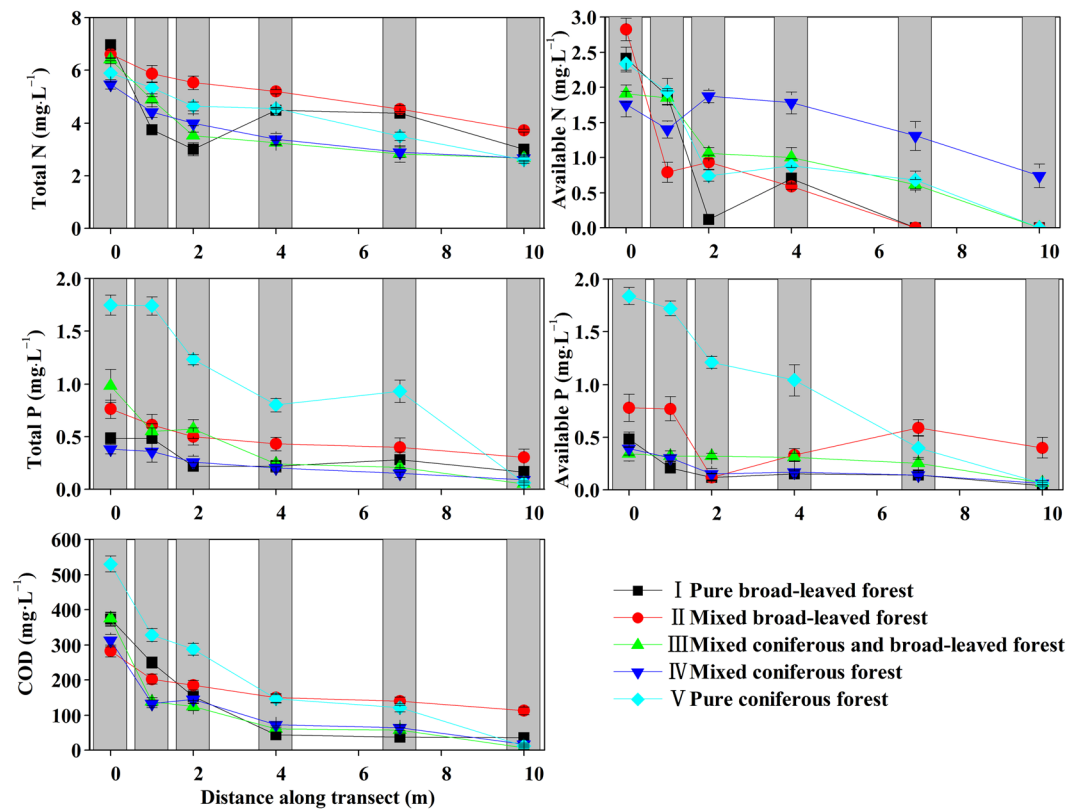 Total N (mg·L⁻¹)
8
6
4
2
0
0 2 4 6 8 10
Available N (mg·L⁻¹)
3.0
2.5
2.0
1.5
1.0
0.5
0.0
0 2 4 6 8 10
Total P (mg·L⁻¹)
2.0
1.5
1.0
0.5
0.0
0 2 4 6 8 10
Available P (mg·L⁻¹)
2.0
1.5
1.0
0.5
0.0
0 2 4 6 8 10
COD (mg·L⁻¹)
600
500
400
300
200
100
0
0 2 4 6 8 10
Distance along transect (m)
Ⅰ Pure broad-leaved forest
Ⅱ Mixed broad-leaved forest
Ⅲ Mixed coniferous and broad-leaved forest
Ⅳ Mixed coniferous forest
Ⅴ Pure coniferous forest